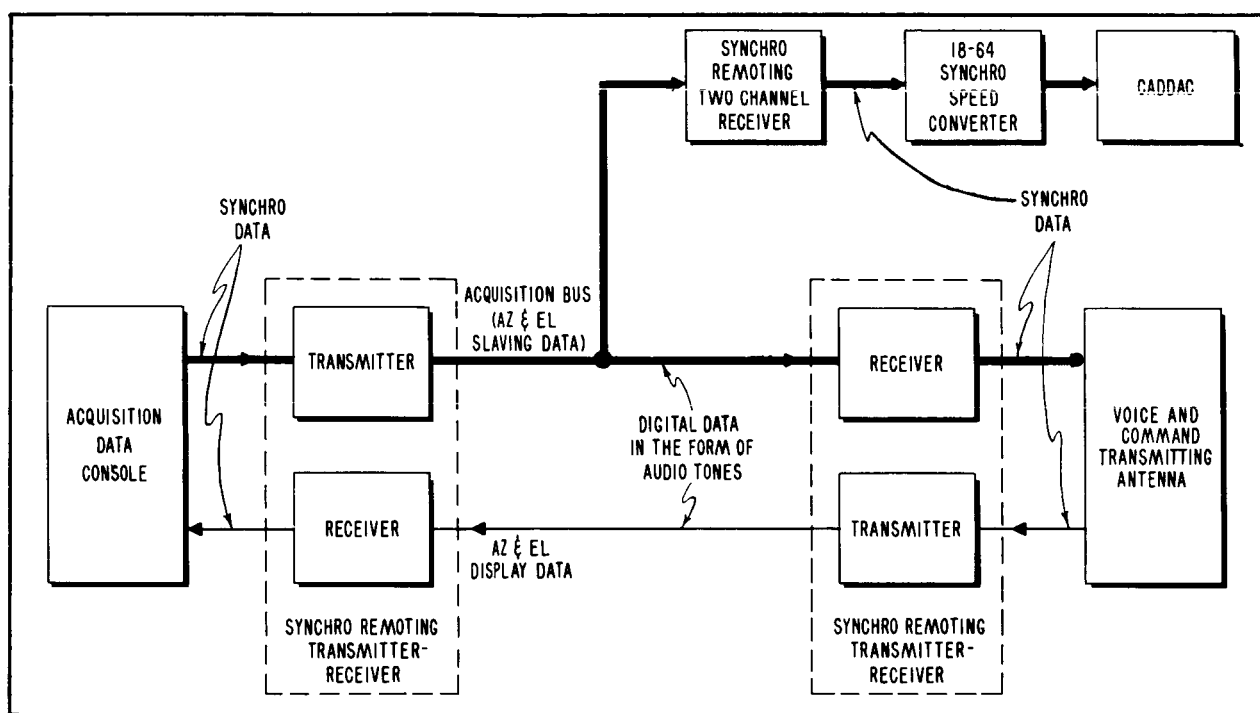 SYNCHRO
REMOTING
TWO CHANNEL
RECEIVER
18-64
SYNCHRO
SPEED
CONVERTER
CADDAC
SYNCHRO
DATA
SYNCHRO
DATA
ACQUISITION
DATA
CONSOLE
TRANSMITTER
ACQUISITION BUS
(AZ & EL
SLAVING DATA)
RECEIVER
VOICE AND
COMMAND
TRANSMITTING
ANTENNA
DIGITAL DATA
IN THE FORM OF
AUDIO TONES
RECEIVER
AZ & EL
DISPLAY DATA
TRANSMITTER
SYNCHRO REMOTING
TRANSMITTER-
RECEIVER
SYNCHRO REMOTING
TRANSMITTER-
RECEIVER